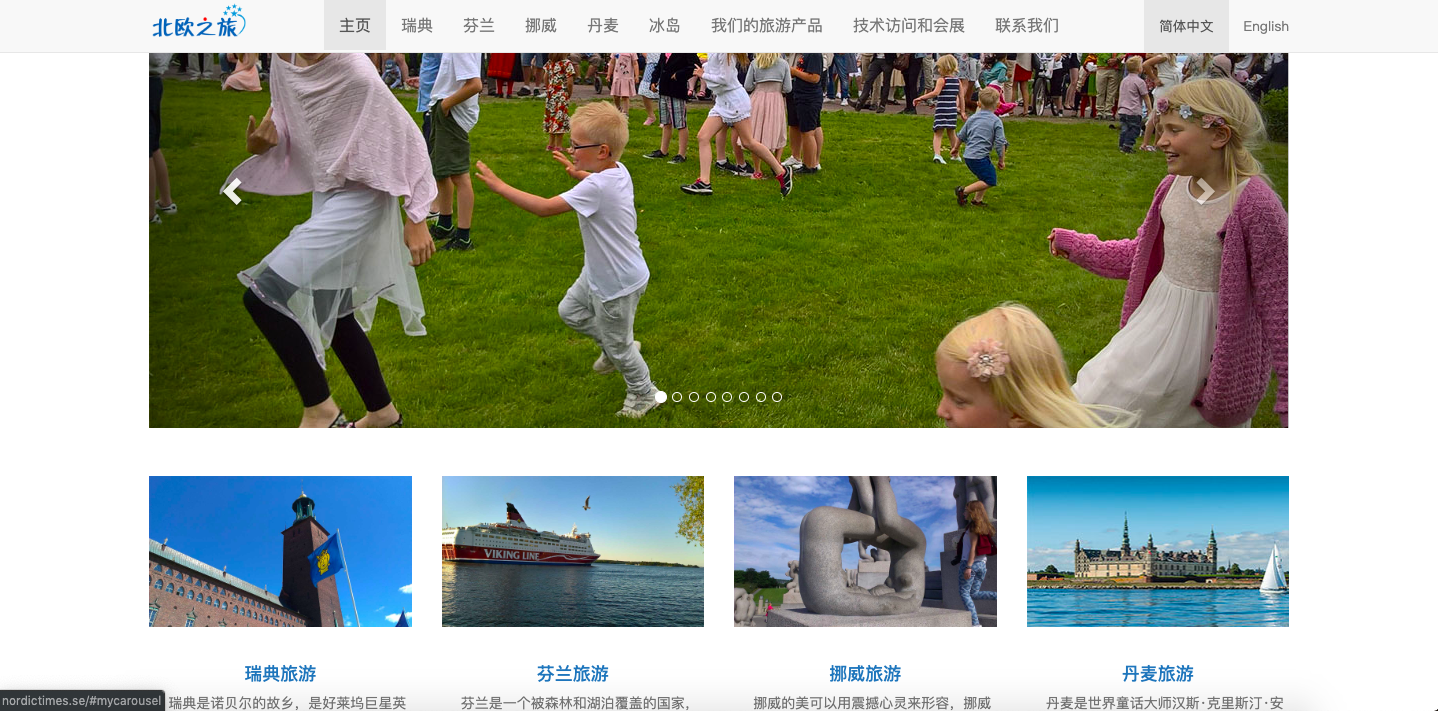 北欧之旅 主页 瑞典 芬兰 挪威 丹麦 冰岛 我们的旅游产品 技术访问和会展 联系我们 简体中文 English
VIKING LINE
瑞典旅游 芬兰旅游 挪威旅游 丹麦旅游
瑞典是诺贝尔的故乡，是好莱坞巨星英 芬兰是一个被森林和湖泊覆盖的国家， 挪威的美可以用震撼心灵来形容，挪威 丹麦是世界童话大师汉斯·克里斯汀·安
nordictimes.se/#mycarousel